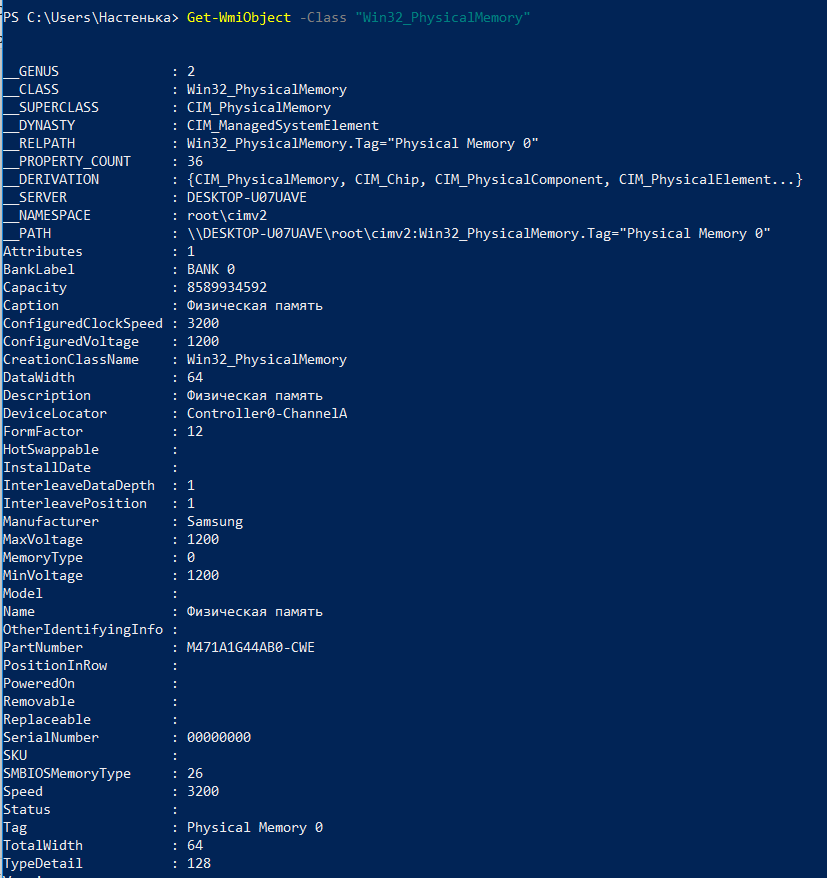 PS C:\Users\Настенька> Get-WmiObject -Class "Win32_PhysicalMemory"
__GENUS : 2
__CLASS : Win32_PhysicalMemory
__SUPERCLASS : CIM_PhysicalMemory
__DYNASTY : CIM_ManagedSystemElement
__RELPATH : Win32_PhysicalMemory.Tag="Physical Memory 0"
__PROPERTY_COUNT : 36
__DERIVATION : {CIM_PhysicalMemory, CIM_Chip, CIM_PhysicalComponent, CIM_PhysicalElement...}
__SERVER : DESKTOP-U07UAVE
__NAMESPACE : root\cimv2
__PATH : \\DESKTOP-U07UAVE\root\cimv2:Win32_PhysicalMemory.Tag="Physical Memory 0"
Attributes : 1
BankLabel : BANK 0
Capacity : 8589934592
Caption : Физическая память
ConfiguredClockSpeed : 3200
ConfiguredVoltage : 1200
CreationClassName : Win32_PhysicalMemory
DataWidth : 64
Description : Физическая память
DeviceLocator : Controller0-ChannelA
FormFactor : 12
HotSwappable :
InstallDate :
InterleaveDataDepth : 1
InterleavePosition : 1
Manufacturer : Samsung
MaxVoltage : 1200
MemoryType : 0
MinVoltage : 1200
Model :
Name : Физическая память
OtherIdentifyingInfo :
PartNumber : M471A1G44AB0-CWE
PositionInRow :
PoweredOn :
Removable :
Replaceable :
SerialNumber : 00000000
SKU :
SMBIOSMemoryType : 26
Speed : 3200
Status :
Tag : Physical Memory 0
TotalWidth : 64
TypeDetail : 128